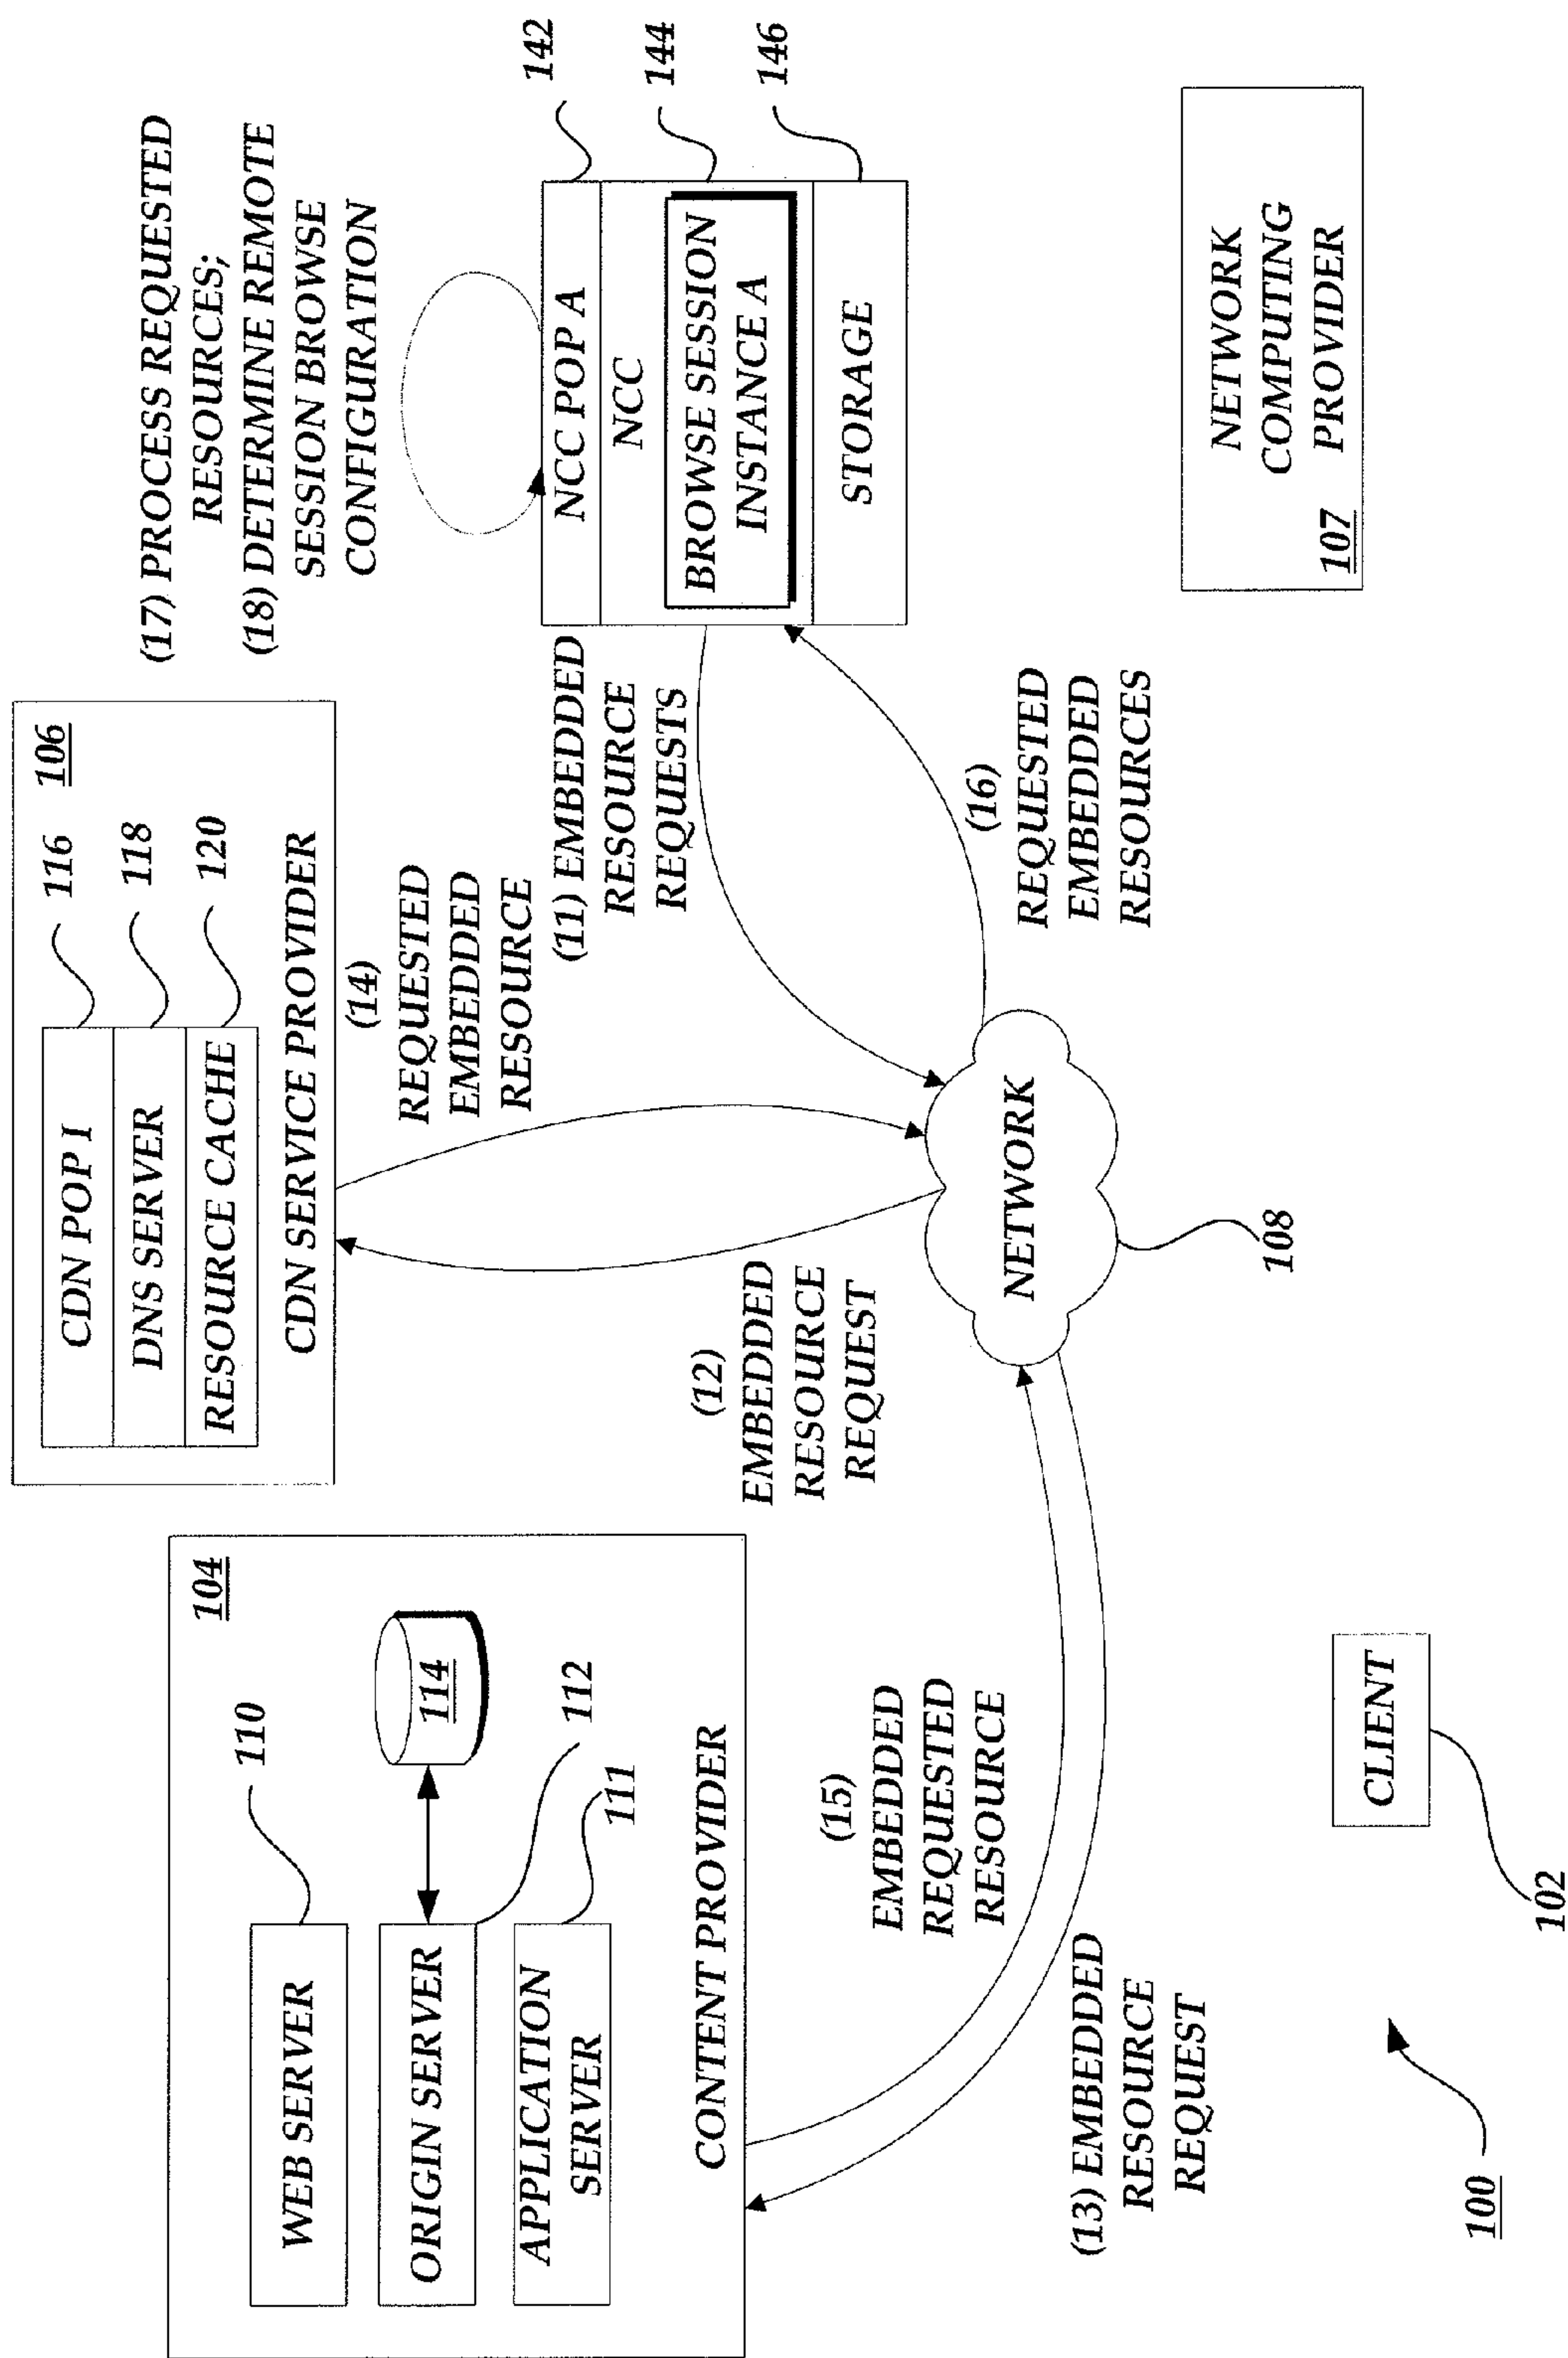 104
110
WEB SERVER
ORIGIN SERVER
114
112
APPLICATION
SERVER
111
CONTENT PROVIDER
106
116
118
120
CDN POP I
DNS SERVER
RESOURCE CACHE
CDN SERVICE PROVIDER
(17) PROCESS REQUESTED
RESOURCES;
(18) DETERMINE REMOTE
SESSION BROWSE
CONFIGURATION
142
144
146
NCC POP A
NCC
BROWSE SESSION
INSTANCE A
STORAGE
(14)
REQUESTED
EMBEDDED
RESOURCE
(11) EMBEDDED
RESOURCE
REQUESTS
(12)
EMBEDDED
RESOURCE
REQUEST
(16)
REQUESTED
EMBEDDED
RESOURCES
(15)
EMBEDDED
REQUESTED
RESOURCE
NETWORK
108
(13) EMBEDDED
RESOURCE
REQUEST
NETWORK
COMPUTING
PROVIDER
107
CLIENT
102
100